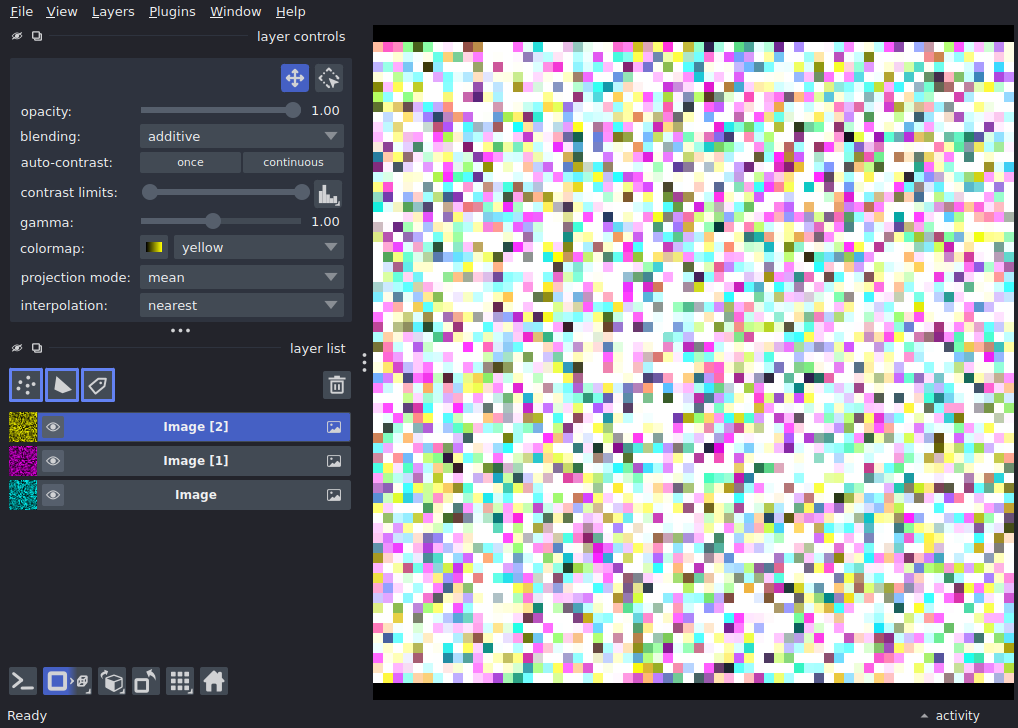 File View Layers Plugins Window Help
layer controls
opacity: 1.00
blending: additive
auto-contrast: once continuous
contrast limits:
gamma: 1.00
colormap: yellow
projection mode: mean
interpolation: nearest
layer list
Image [2]
Image [1]
Image
Ready activity